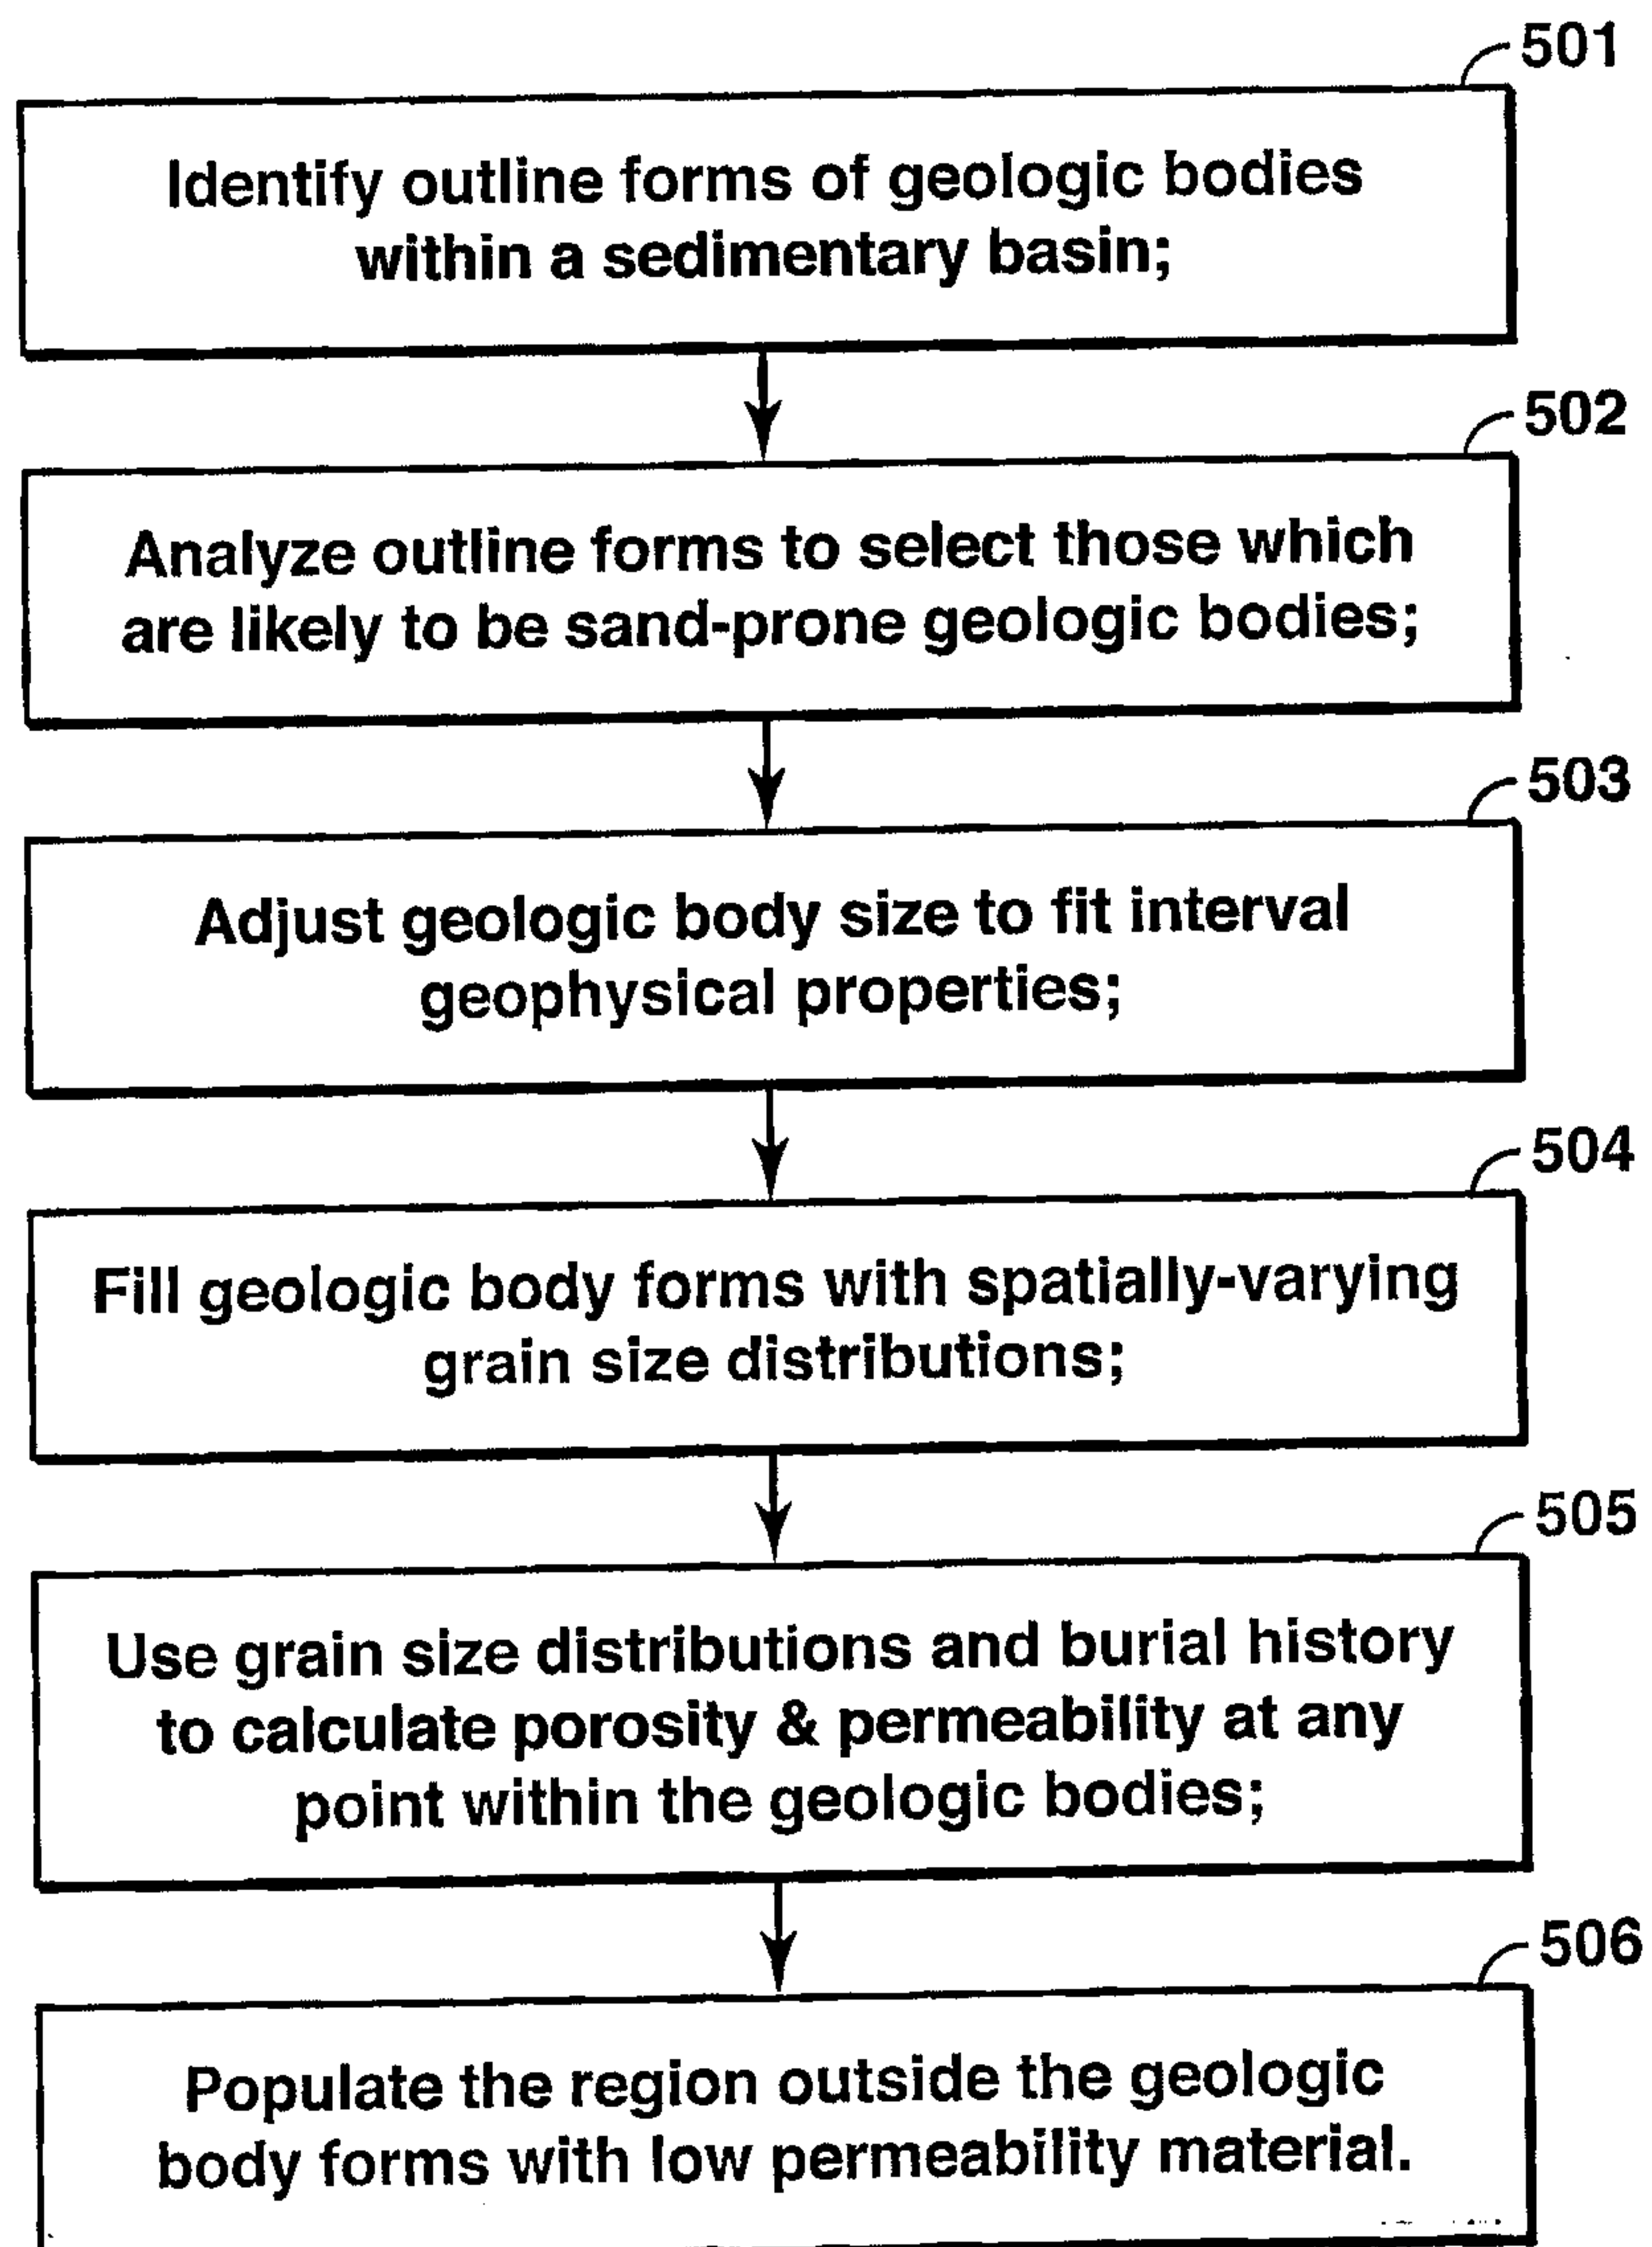 501
Identify outline forms of geologic bodies
within a sedimentary basin;
502
Analyze outline forms to select those which
are likely to be sand-prone geologic bodies;
503
Adjust geologic body size to fit interval
geophysical properties;
504
Fill geologic body forms with spatially-varying
grain size distributions;
505
Use grain size distributions and burial history
to calculate porosity & permeability at any
point within the geologic bodies;
506
Populate the region outside the geologic
body forms with low permeability material.